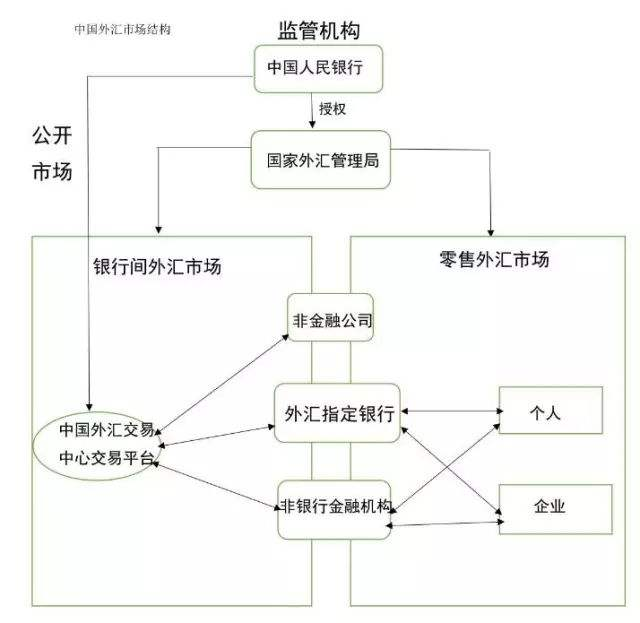 中国外汇市场结构
监管机构
中国人民银行
授权
公开
市场
国家外汇管理局
银行间外汇市场
零售外汇市场
非金融公司
外汇指定银行
个人
中国外汇交易
中心交易平台
非银行金融机构
企业